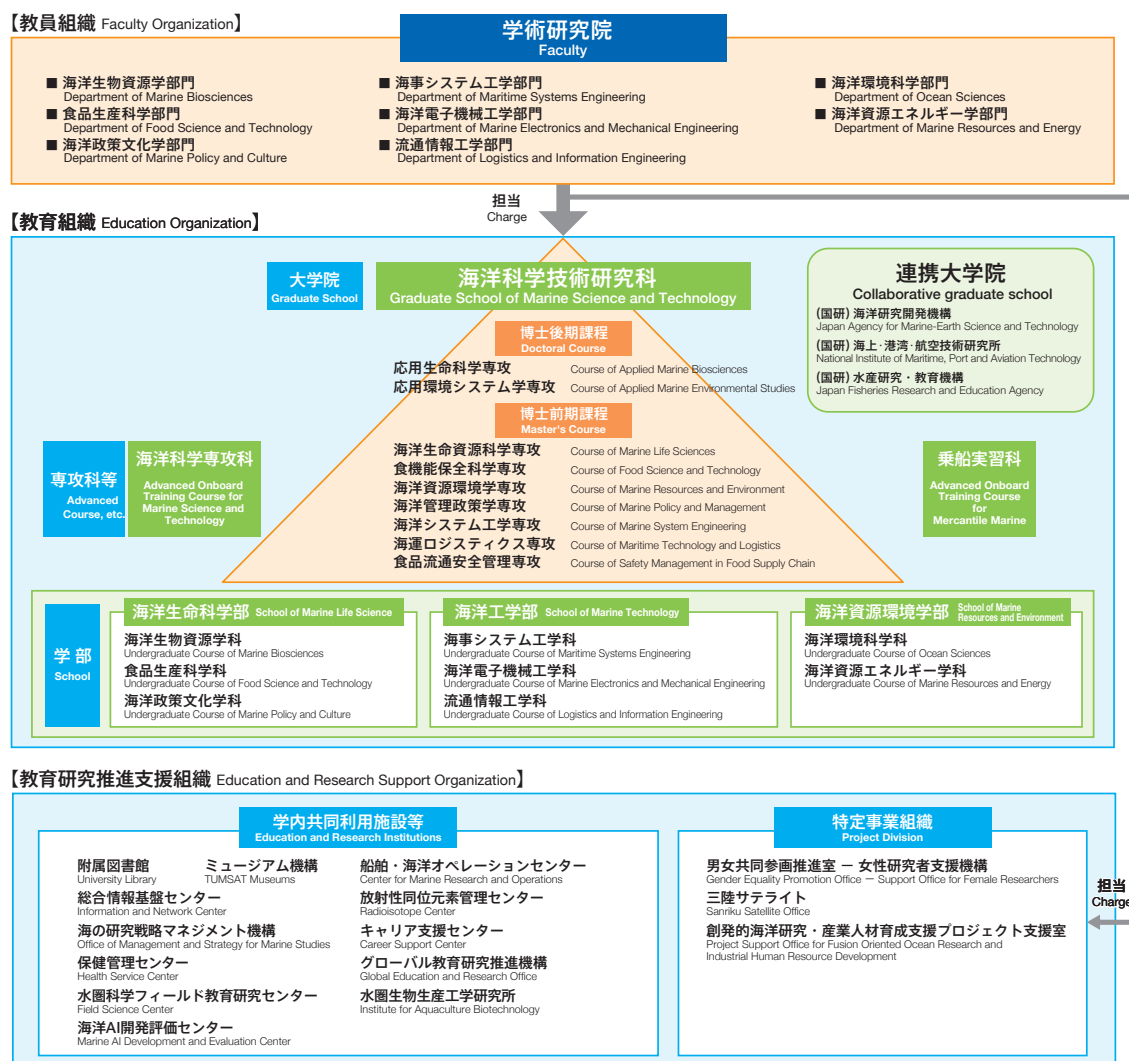 【教員組織 Faculty Organization】
学術研究院
Faculty
■ 海洋生物資源学部門
Department of Marine Biosciences
■ 食品生産科学部門
Department of Food Science and Technology
■ 海洋政策文化学部門
Department of Marine Policy and Culture
■ 海事システム工学部門
Department of Maritime Systems Engineering
■ 海洋電子機械工学部門
Department of Marine Electronics and Mechanical Engineering
■ 流通情報工学部門
Department of Logistics and Information Engineering
■ 海洋環境科学部門
Department of Ocean Sciences
■ 海洋資源エネルギー学部門
Department of Marine Resources and Energy
担当
Charge
【教育組織 Education Organization】
大学院
Graduate School
海洋科学技術研究科
Graduate School of Marine Science and Technology
連携大学院
Collaborative graduate school
(国研) 海洋研究開発機構
Japan Agency for Marine-Earth Science and Technology
(国研) 海上・港湾・航空技術研究所
National Institute of Maritime, Port and Aviation Technology
(国研) 水産研究・教育機構
Japan Fisheries Research and Education Agency
博士後期課程
Doctoral Course
応用生命科学専攻 Course of Applied Marine Biosciences
応用環境システム学専攻 Course of Applied Marine Environmental Studies
博士前期課程
Master's Course
海洋生命資源科学専攻 Course of Marine Life Sciences
食機能保全科学専攻 Course of Food Science and Technology
海洋資源環境学専攻 Course of Marine Resources and Environment
海洋管理政策学専攻 Course of Marine Policy and Management
海洋システム工学専攻 Course of Marine System Engineering
海運ロジスティクス専攻 Course of Maritime Technology and Logistics
食品流通安全管理専攻 Course of Safety Management in Food Supply Chain
専攻科等
Advanced
Course, etc.
海洋科学専攻科
Advanced Onboard
Training Course for
Marine Science and
Technology
乗船実習科
Advanced Onboard
Training Course
for
Mercantile Marine
学部
School
海洋生命科学部 School of Marine Life Science
海洋生物資源学科
Undergraduate Course of Marine Biosciences
食品生産科学科
Undergraduate Course of Food Science and Technology
海洋政策文化学科
Undergraduate Course of Marine Policy and Culture
海洋工学部 School of Marine Technology
海事システム工学科
Undergraduate Course of Maritime Systems Engineering
海洋電子機械工学科
Undergraduate Course of Marine Electronics and Mechanical Engineering
流通情報工学科
Undergraduate Course of Logistics and Information Engineering
海洋資源環境学部 School of Marine
Resources and Environment
海洋環境科学科
Undergraduate Course of Ocean Sciences
海洋資源エネルギー学科
Undergraduate Course of Marine Resources and Energy
【教育研究推進支援組織 Education and Research Support Organization】
学内共同利用施設等
Education and Research Institutions
附属図書館
University Library
ミュージアム機構
TUMSAT Museums
総合情報基盤センター
Information and Network Center
海の研究戦略マネジメント機構
Office of Management and Strategy for Marine Studies
保健管理センター
Health Service Center
水圏科学フィールド教育研究センター
Field Science Center
海洋AI開発評価センター
Marine AI Development and Evaluation Center
船舶・海洋オペレーションセンター
Center for Marine Research and Operations
放射性同位元素管理センター
Radioisotope Center
キャリア支援センター
Career Support Center
グローバル教育研究推進機構
Global Education and Research Office
水圏生物生産工学研究所
Institute for Aquaculture Biotechnology
特定事業組織
Project Division
男女共同参画推進室 － 女性研究者支援機構
Gender Equality Promotion Office － Support Office for Female Researchers
三陸サテライト
Sanriku Satellite Office
創発的海洋研究・産業人材育成支援プロジェクト支援室
Project Support Office for Fusion Oriented Ocean Research and
Industrial Human Resource Development
担当
Charge